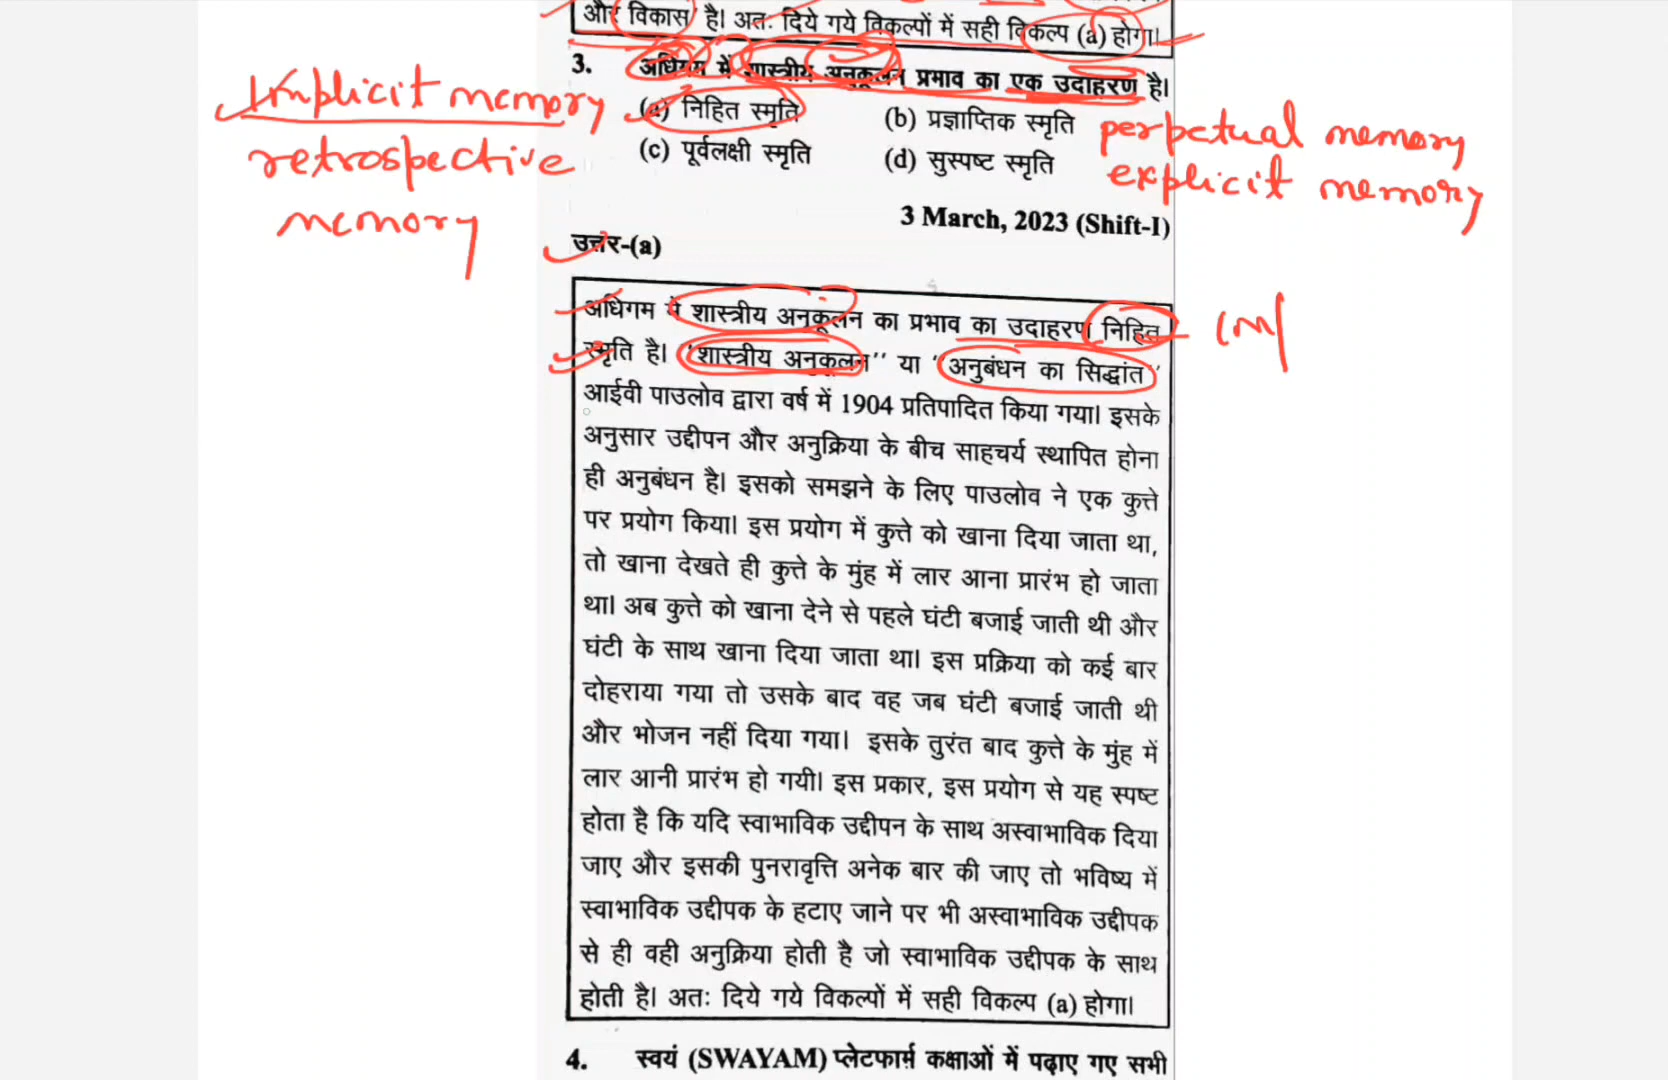 और विकास' है। अतः दिये गये विकल्पों में सही विकल्प (a) होगा।
3. अधिगम में शास्त्रीय अनुकूलन प्रभाव का एक उदाहरण है।
(a) निहित स्मृति (b) प्रज्ञाप्तिक स्मृति
(c) पूर्वलक्षी स्मृति (d) सुस्पष्ट स्मृति
Implicit memory
retrospective
memory
perpetual memory
explicit memory
3 March, 2023 (Shift-I)
उत्तर-(a)
अधिगम में शास्त्रीय अनुकूलन का प्रभाव का उदाहरण निहित
स्मृति है। ''शास्त्रीय अनुकूलन'' या ''अनुबंधन का सिद्धांत''
आईवी पाउलोव द्वारा वर्ष में 1904 प्रतिपादित किया गया। इसके
अनुसार उद्दीपन और अनुक्रिया के बीच साहचर्य स्थापित होना
ही अनुबंधन है। इसको समझने के लिए पाउलोव ने एक कुत्ते
पर प्रयोग किया। इस प्रयोग में कुत्ते को खाना दिया जाता था,
तो खाना देखते ही कुत्ते के मुंह में लार आना प्रारंभ हो जाता
था। अब कुत्ते को खाना देने से पहले घंटी बजाई जाती थी और
घंटी के साथ खाना दिया जाता था। इस प्रक्रिया को कई बार
दोहराया गया तो उसके बाद वह जब घंटी बजाई जाती थी
और भोजन नहीं दिया गया। इसके तुरंत बाद कुत्ते के मुंह में
लार आनी प्रारंभ हो गयी। इस प्रकार, इस प्रयोग से यह स्पष्ट
होता है कि यदि स्वाभाविक उद्दीपन के साथ अस्वाभाविक दिया
जाए और इसकी पुनरावृत्ति अनेक बार की जाए तो भविष्य में
स्वाभाविक उद्दीपक के हटाए जाने पर भी अस्वाभाविक उद्दीपक
से ही वही अनुक्रिया होती है जो स्वाभाविक उद्दीपक के साथ
होती है। अतः दिये गये विकल्पों में सही विकल्प (a) होगा।
4. स्वयं (SWAYAM) प्लेटफार्म कक्षाओं में पढ़ाए गए सभी